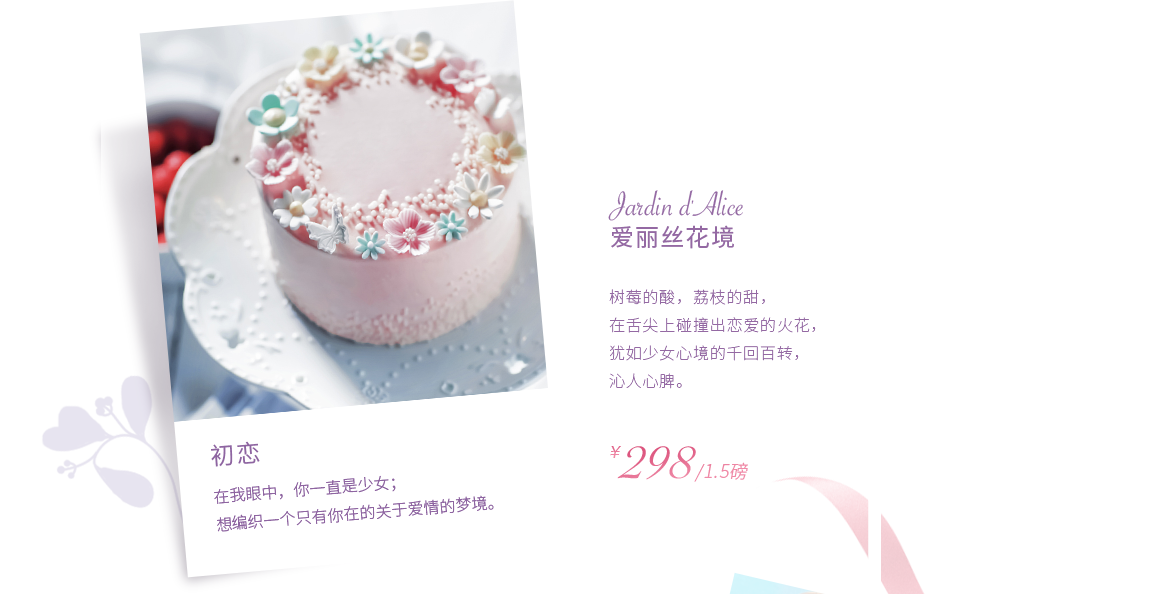 Jardin d'Alice
爱丽丝花境
树莓的酸，荔枝的甜，
在舌尖上碰撞出恋爱的火花，
犹如少女心境的千回百转，
沁人心脾。
¥298/1.5磅
初恋
在我眼中，你一直是少女；
想编织一个只有你在的关于爱情的梦境。